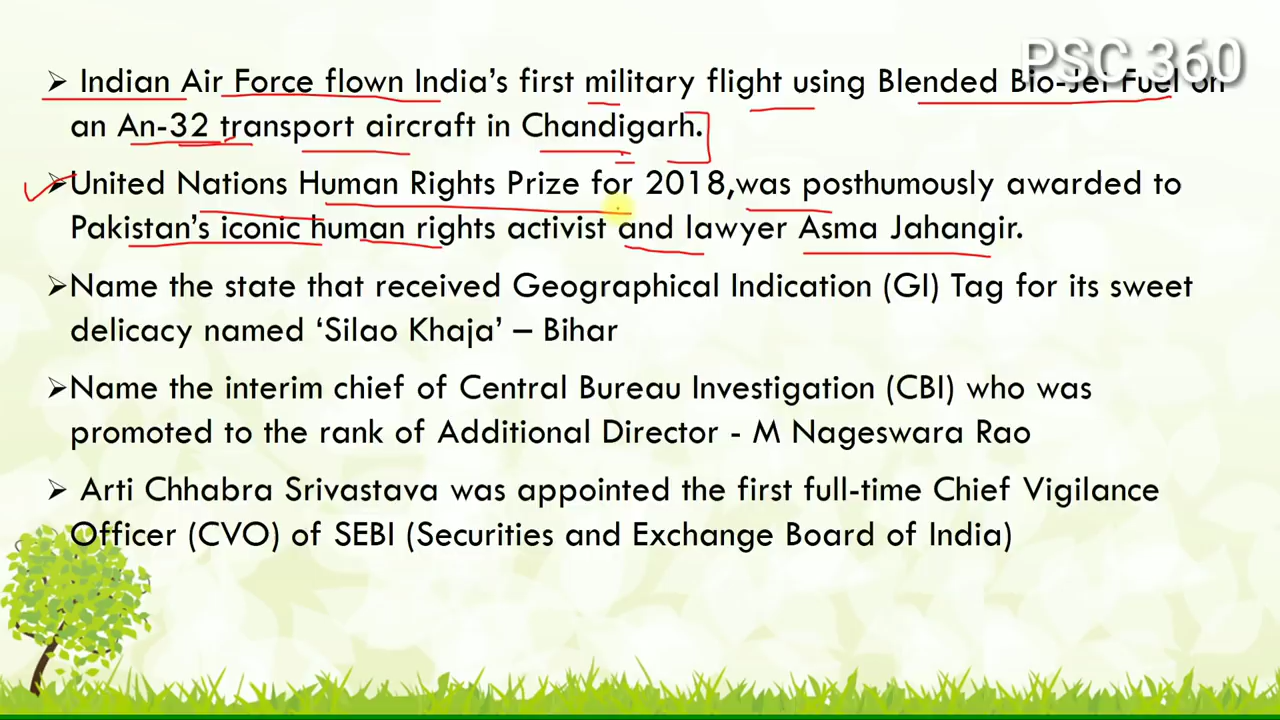 PSC 360
➢ Indian Air Force flown India's first military flight using Blended Bio-Jet Fuel on
an An-32 transport aircraft in Chandigarh.
➢United Nations Human Rights Prize for 2018,was posthumously awarded to
Pakistan's iconic human rights activist and lawyer Asma Jahangir.
➢Name the state that received Geographical Indication (GI) Tag for its sweet
delicacy named 'Silao Khaja' – Bihar
➢Name the interim chief of Central Bureau Investigation (CBI) who was
promoted to the rank of Additional Director - M Nageswara Rao
➢ Arti Chhabra Srivastava was appointed the first full-time Chief Vigilance
Officer (CVO) of SEBI (Securities and Exchange Board of India)